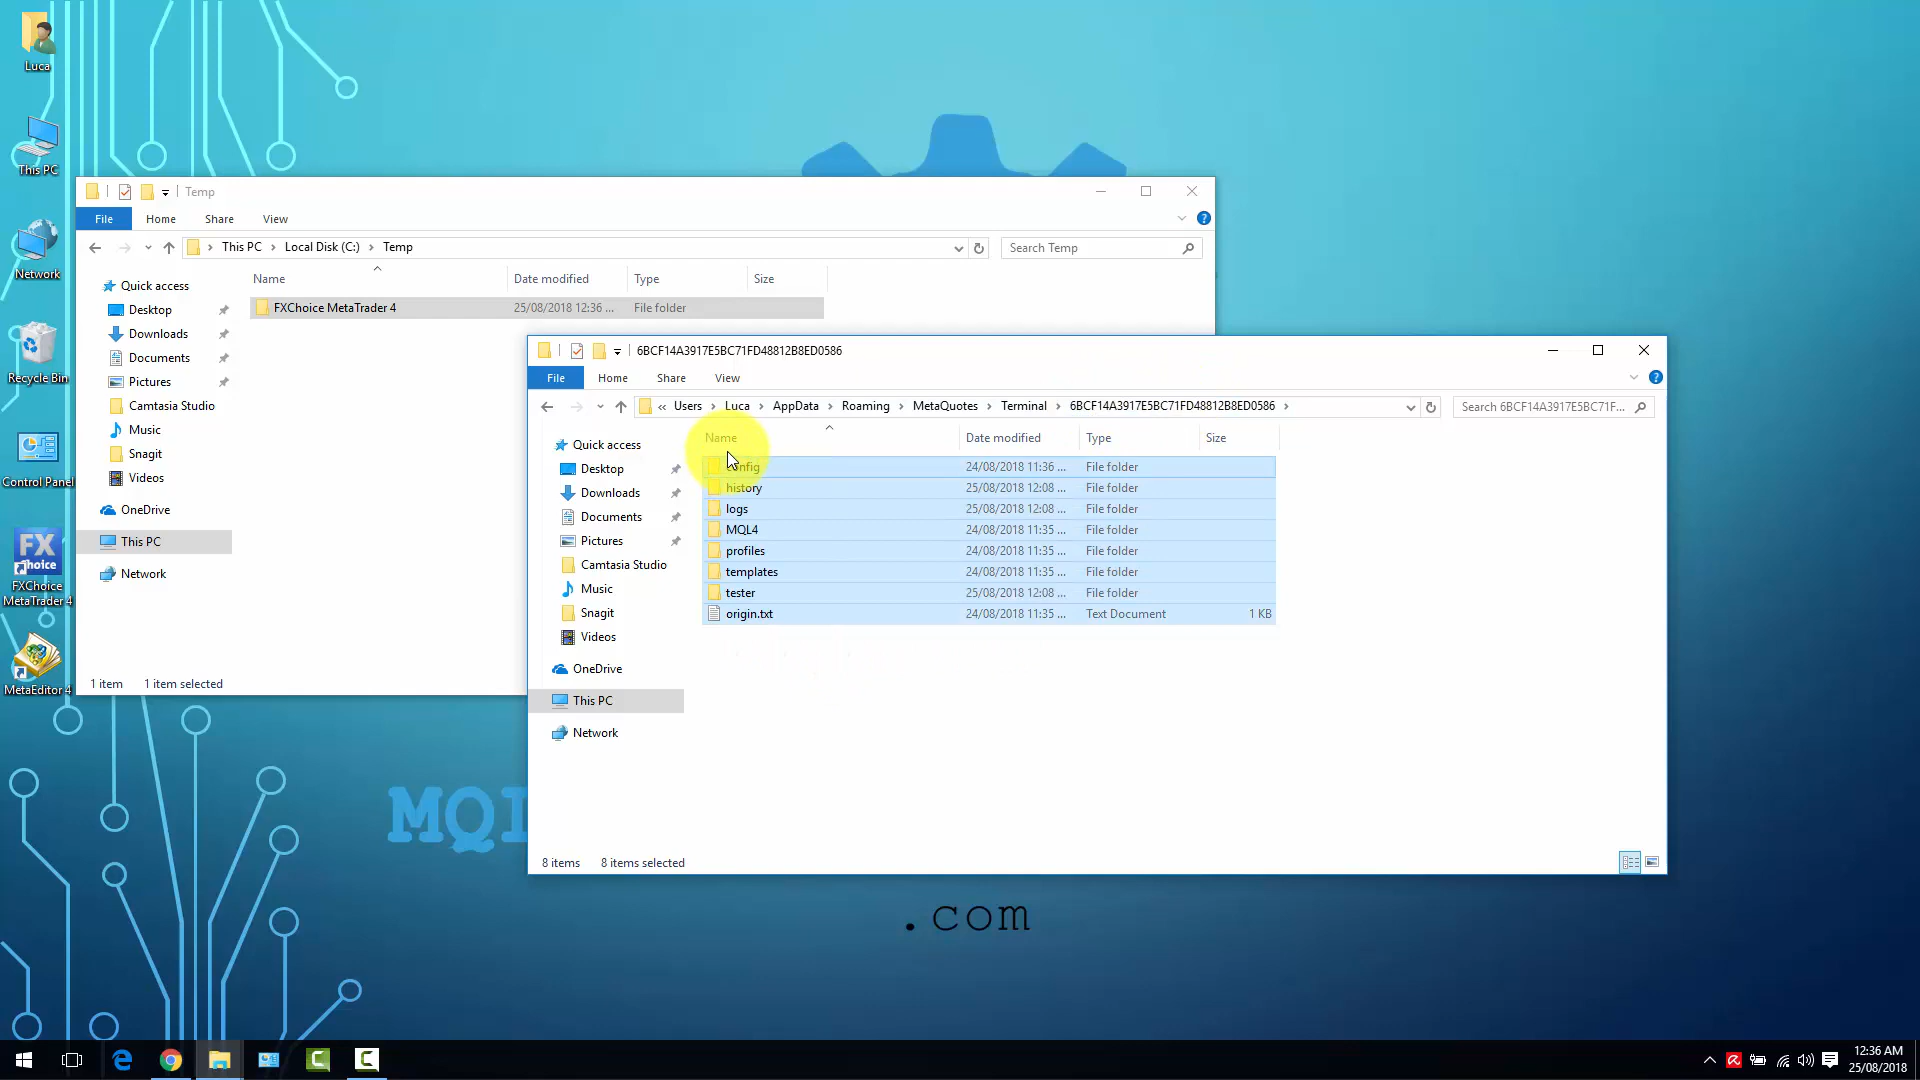 Luca
This PC
Network
Recycle Bin
Control Panel
FX
Choice
FXChoice
MetaTrader 4
MetaEditor 4
Temp
File Home Share View
This PC Local Disk (C:) Temp
Search Temp
Name Date modified Type Size
FXChoice MetaTrader 4 25/08/2018 12:36 ... File folder
Quick access
Desktop
Downloads
Documents
Pictures
Camtasia Studio
Music
Snagit
Videos
OneDrive
This PC
Network
1 item 1 item selected
6BCF14A3917E5BC71FD48812B8ED0586
File Home Share View
« Users Luca AppData Roaming MetaQuotes Terminal 6BCF14A3917E5BC71FD48812B8ED0586
Search 6BCF14A3917E5BC71F...
Name Date modified Type Size
config 24/08/2018 11:36 ... File folder
history 25/08/2018 12:08 ... File folder
logs 25/08/2018 12:08 ... File folder
MQL4 24/08/2018 11:35 ... File folder
profiles 24/08/2018 11:35 ... File folder
templates 24/08/2018 11:35 ... File folder
tester 25/08/2018 12:08 ... File folder
origin.txt 24/08/2018 11:35 ... Text Document 1 KB
Quick access
Desktop
Downloads
Documents
Pictures
Camtasia Studio
Music
Snagit
Videos
OneDrive
This PC
Network
8 items 8 items selected
.com
12:36 AM
25/08/2018